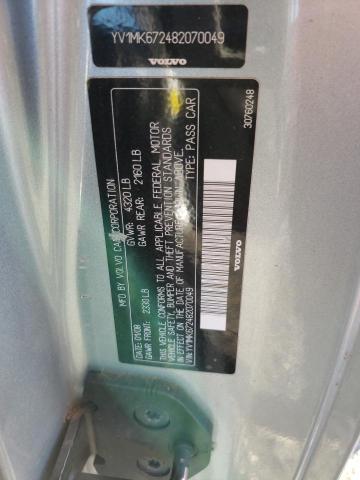 YV1MK672482070049
VOLVO
MFD BY VOLVO CAR CORPORATION
DATE: 01/08 GVWR: 4320 LB
GAWR FRONT: 2330 LB GAWR REAR: 2160 LB
THIS VEHICLE CONFORMS TO ALL APPLICABLE FEDERAL MOTOR
VEHICLE SAFETY, BUMPER AND THEFT PREVENTION STANDARDS
IN EFFECT ON THE DATE OF MANUFACTURE SHOWN ABOVE.
VIN: YV1MK672482070049 TYPE: PASS CAR
VOLVO
30760248